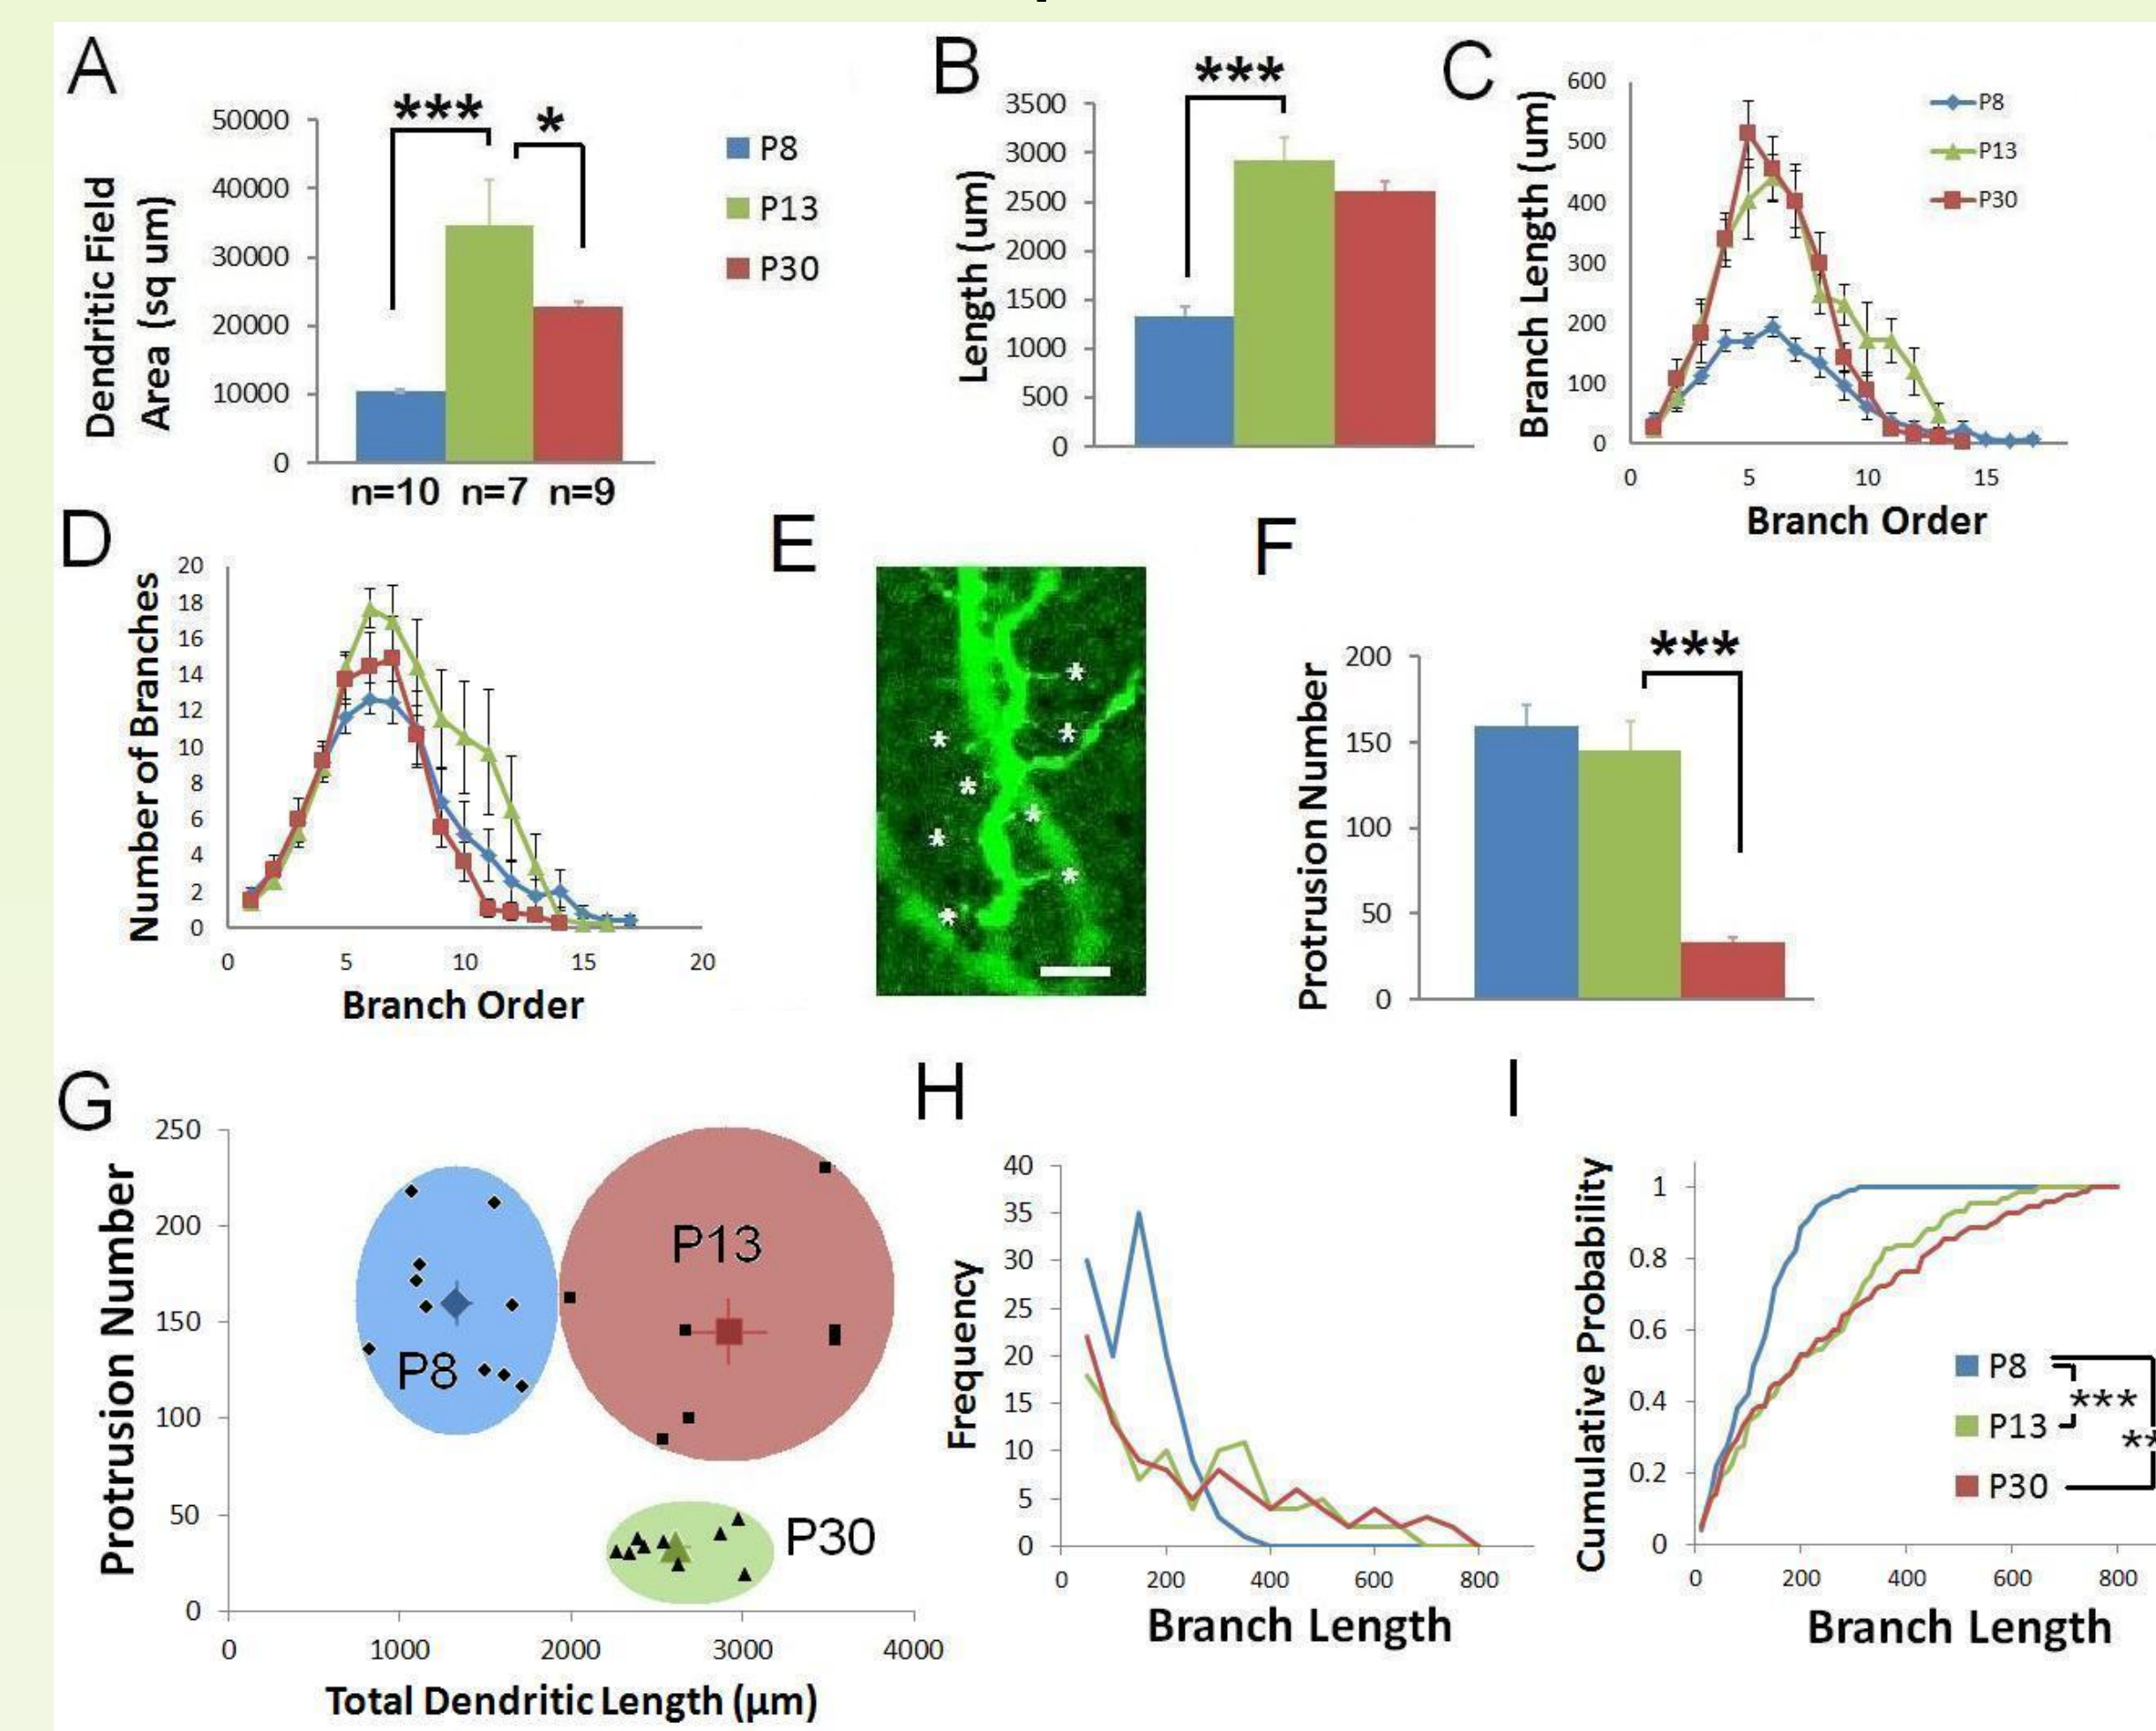 A
***
*
Dendritic Field
Area (sq um)
50000
40000
30000
20000
10000
0
n=10 n=7 n=9
P8
P13
P30
B
***
Length (um)
3500
3000
2500
2000
1500
1000
500
0
C
Branch Length (um)
600
500
400
300
200
100
0
0 5 10 15
Branch Order
P8
P13
P30
D
Number of Branches
20
18
16
14
12
10
8
6
4
2
0
0 5 10 15 20
Branch Order
E
*
*
*
*
*
*
*
*
F
***
Protrusion Number
200
150
100
50
0
G
Protrusion Number
250
200
150
100
50
0
P13
P8
P30
0 1000 2000 3000 4000
Total Dendritic Length (μm)
H
Frequency
40
35
30
25
20
15
10
5
0
0 200 400 600 800
Branch Length
I
Cumulative Probability
1
0.8
0.6
0.4
0.2
0
P8
***
P13
**
P30
0 200 400 600 800
Branch Length